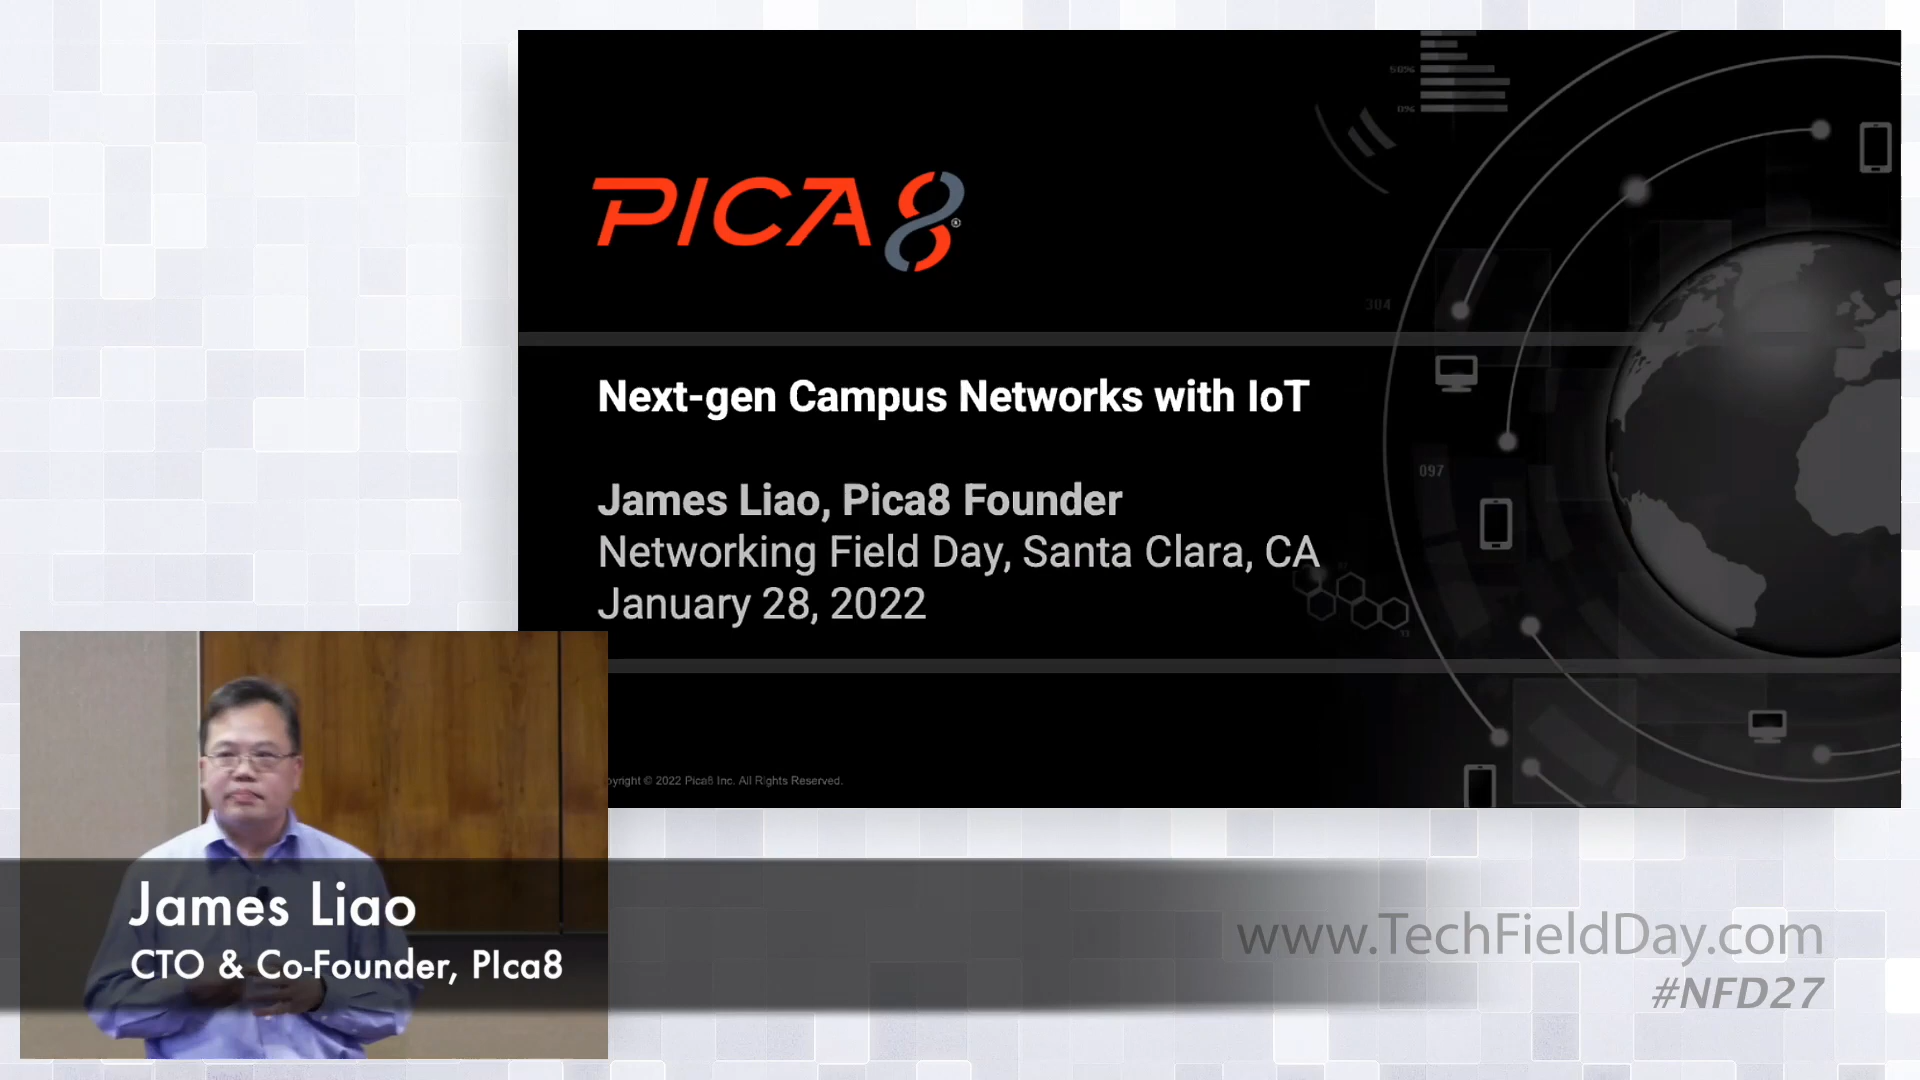 60%
0%
PICA8®
304
Next-gen Campus Networks with IoT
097
James Liao, Pica8 Founder
Networking Field Day, Santa Clara, CA
January 28, 2022
pyright © 2022 Pica8 Inc. All Rights Reserved.
James Liao
CTO & Co-Founder, PIca8
www.TechFieldDay.com
#NFD27